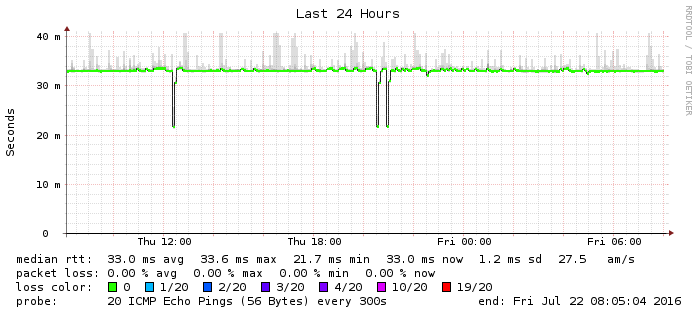 Last 24 Hours
RRDTOOL / TOBI OETIKER
Seconds
40 m
30 m
20 m
10 m
0
Thu 12:00 Thu 18:00 Fri 00:00 Fri 06:00
median rtt: 33.0 ms avg 33.6 ms max 21.7 ms min 33.0 ms now 1.2 ms sd 27.5 am/s
packet loss: 0.00 % avg 0.00 % max 0.00 % min 0.00 % now
loss color: 0 1/20 2/20 3/20 4/20 10/20 19/20
probe: 20 ICMP Echo Pings (56 Bytes) every 300s end: Fri Jul 22 08:05:04 2016